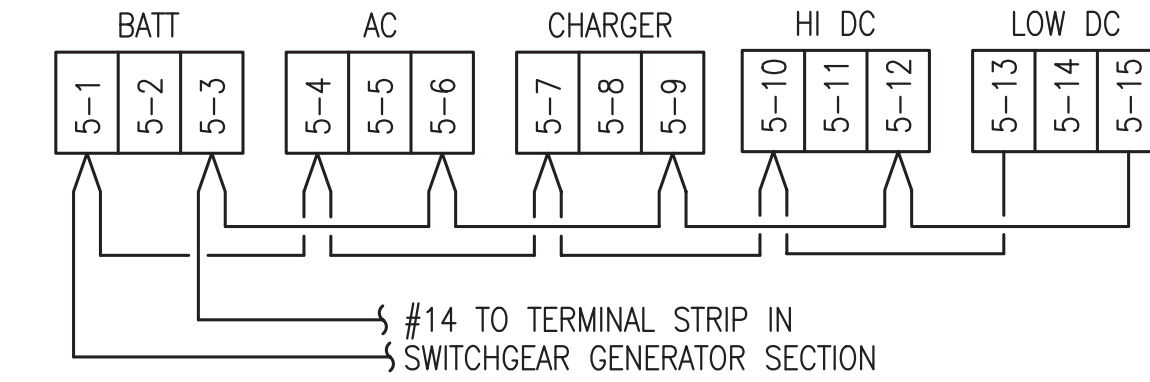 BATT AC CHARGER HI DC LOW DC
5-1 5-2 5-3 5-4 5-5 5-6 5-7 5-8 5-9 5-10 5-11 5-12 5-13 5-14 5-15
#14 TO TERMINAL STRIP IN
SWITCHGEAR GENERATOR SECTION